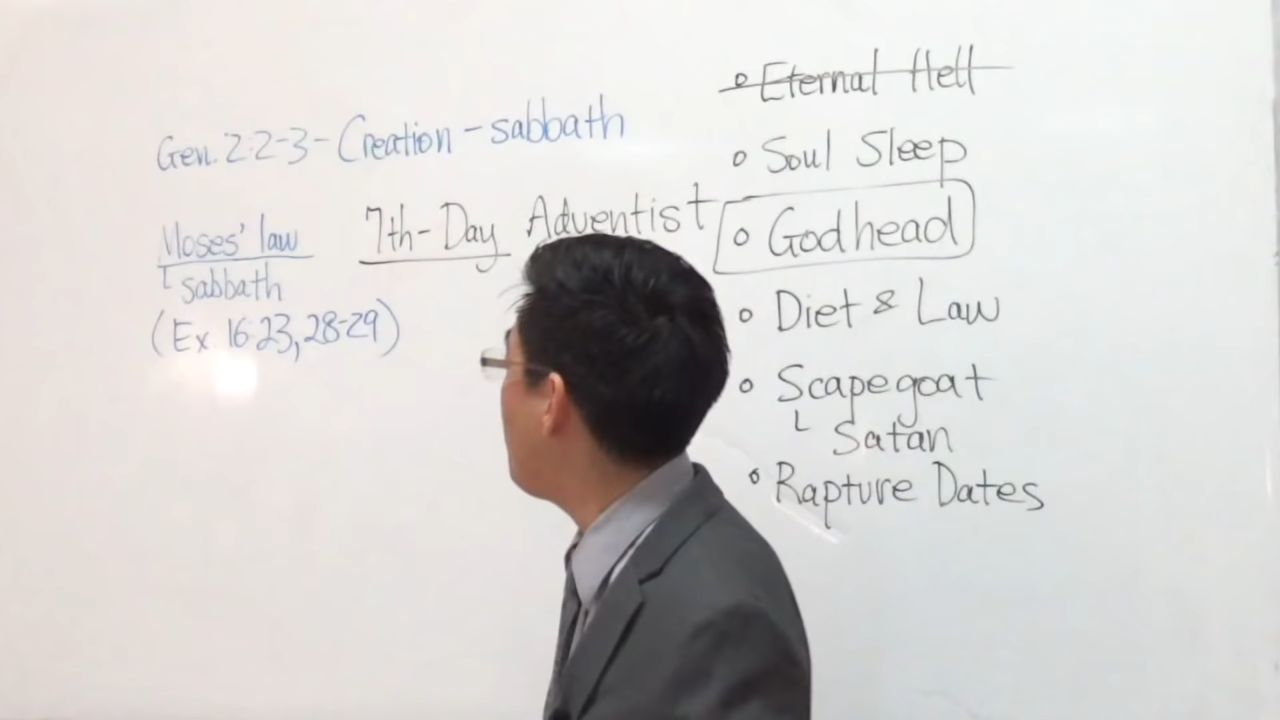 Gen. 2:2-3 - Creation - sabbath
Moses' law
sabbath
(Ex. 16:23, 28-29)
7th-Day Adventist
Eternal Hell
Soul Sleep
Godhead
Diet & Law
Scapegoat
Satan
Rapture Dates